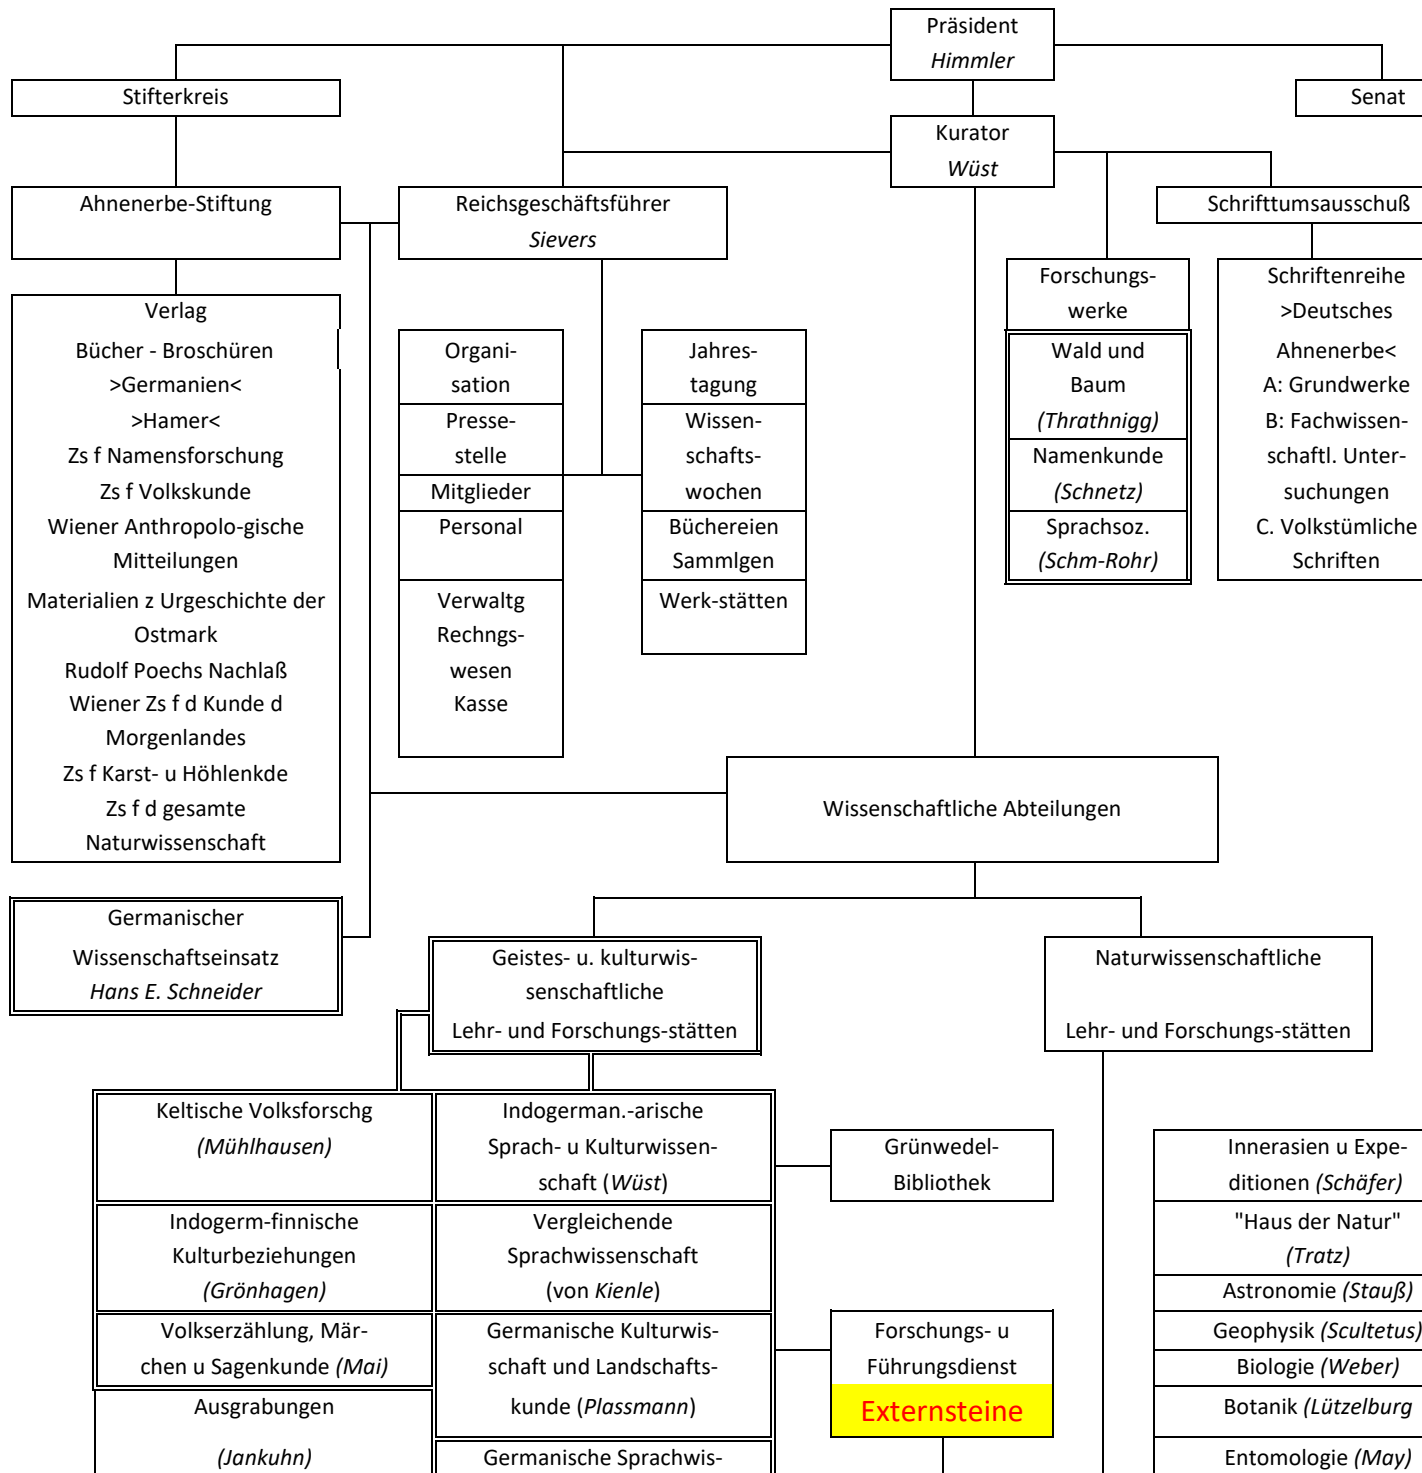 Präsident
Himmler
Stifterkreis
Senat
Kurator
Wüst
Ahnenerbe-Stiftung
Reichsgeschäftsführer
Sievers
Schrifttumsausschuß
Verlag
Bücher - Broschüren
>Germanien<
>Hamer<
Zs f Namensforschung
Zs f Volkskunde
Wiener Anthropolo-gische
Mitteilungen
Materialien z Urgeschichte der
Ostmark
Rudolf Poechs Nachlaß
Wiener Zs f d Kunde d
Morgenlandes
Zs f Karst- u Höhlenkde
Zs f d gesamte
Naturwissenschaft
Organi-
sation
Presse-
stelle
Mitglieder
Personal
Verwaltg
Rechngs-
wesen
Kasse
Jahres-
tagung
Wissen-
schafts-
wochen
Büchereien
Sammlgen
Werk-stätten
Forschungs-
werke
Wald und
Baum
(Thrathnigg)
Namenkunde
(Schnetz)
Sprachsoz.
(Schm-Rohr)
Schriftenreihe
>Deutsches
Ahnenerbe<
A: Grundwerke
B: Fachwissen-
schaftl. Unter-
suchungen
C. Volkstümliche
Schriften
Wissenschaftliche Abteilungen
Germanischer
Wissenschaftseinsatz
Hans E. Schneider
Geistes- u. kulturwis-
senschaftliche
Lehr- und Forschungs-stätten
Naturwissenschaftliche
Lehr- und Forschungs-stätten
Keltische Volksforschg
(Mühlhausen)
Indogerm-finnische
Kulturbeziehungen
(Grönhagen)
Volkserzählung, Mär-
chen u Sagenkunde (Mai)
Ausgrabungen
(Jankuhn)
Indogerman.-arische
Sprach- u Kulturwissen-
schaft (Wüst)
Vergleichende
Sprachwissenschaft
(von Kienle)
Germanische Kulturwis-
schaft und Landschafts-
kunde (Plassmann)
Germanische Sprachwis-
Grünwedel-
Bibliothek
Forschungs- u
Führungsdienst
Externsteine
Innerasien u Expe-
ditionen (Schäfer)
"Haus der Natur"
(Tratz)
Astronomie (Stauß)
Geophysik (Scultetus)
Biologie (Weber)
Botanik (Lützelburg
Entomologie (May)